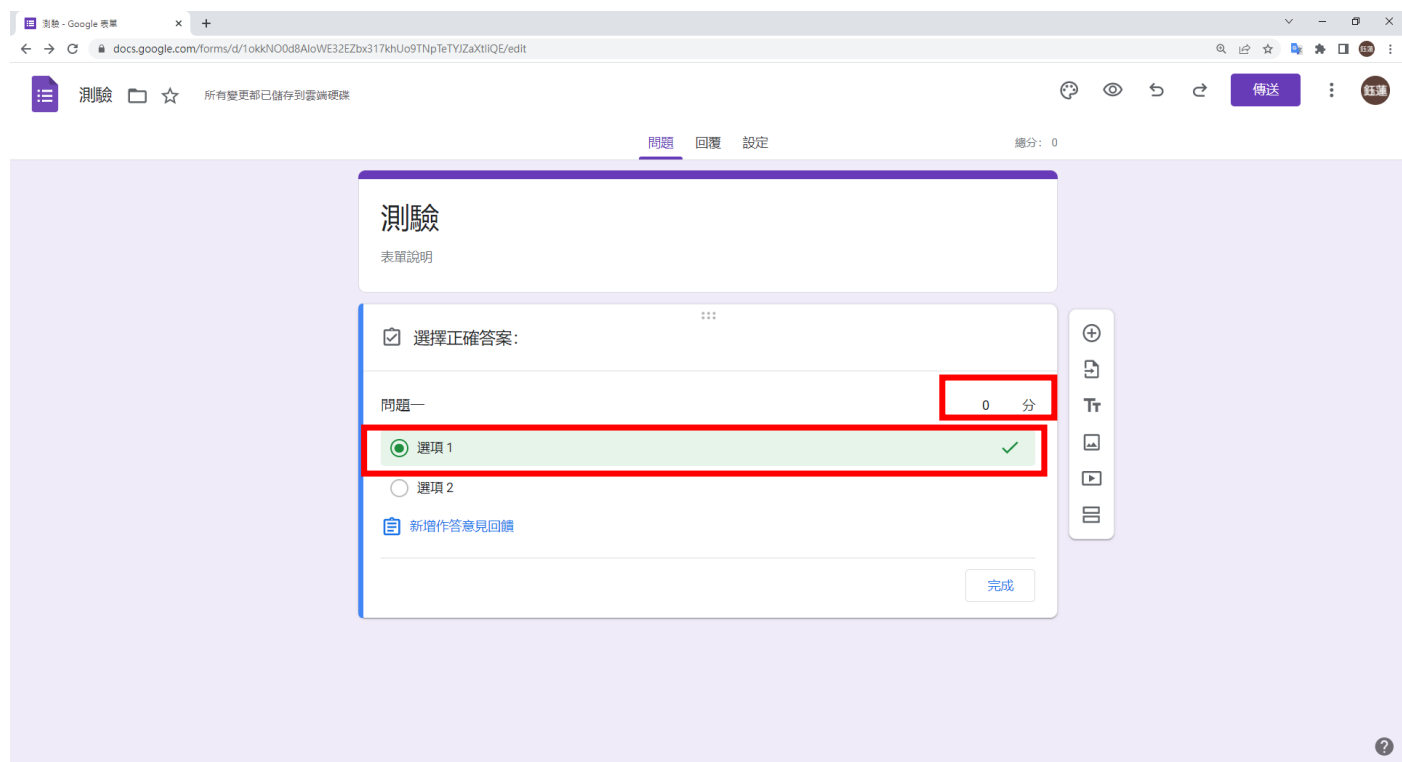 測驗 - Google 表單
docs.google.com/forms/d/1okkNO0d8AloWE32EZbx317khUo9TNpTeTYJZaXtliQE/edit
測驗 所有變更都已儲存到雲端硬碟 傳送 鈺蓮
問題 回覆 設定 總分: 0
測驗
表單說明
選擇正確答案:
問題一 0 分
選項 1
選項 2
新增作答意見回饋
Tт
完成